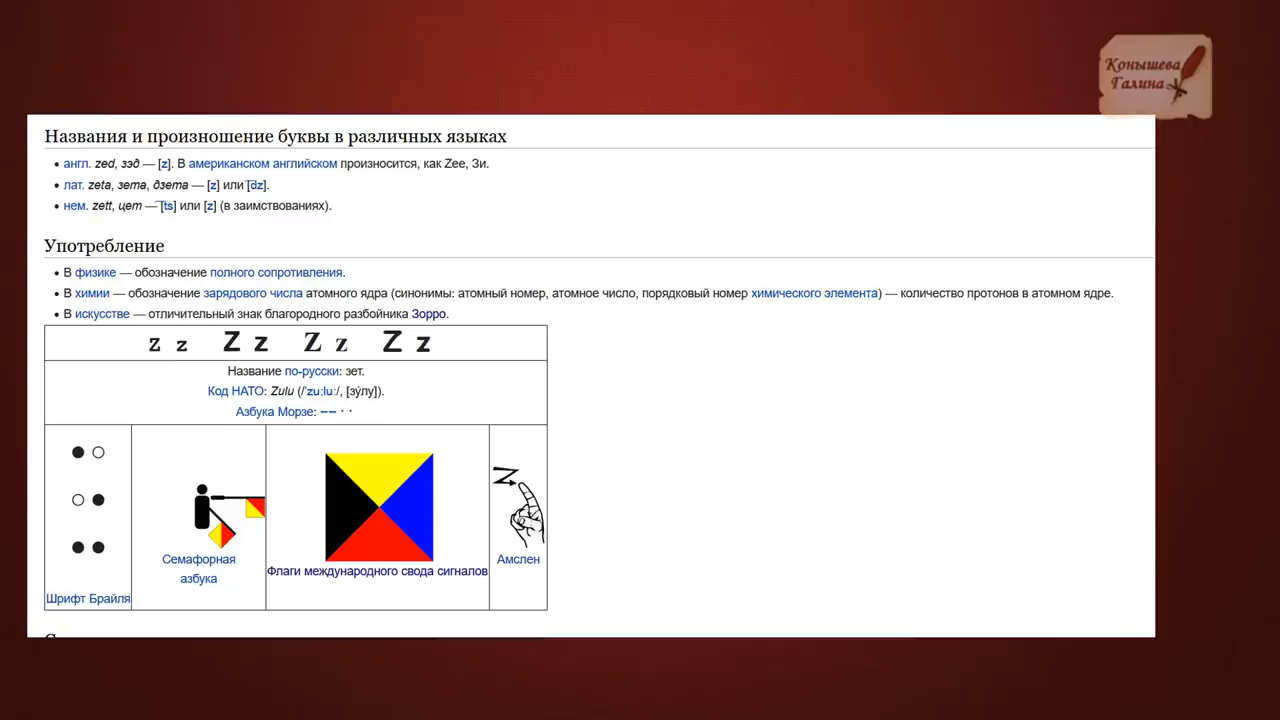 Конышева
Галина
Названия и произношение буквы в различных языках
• англ. zed, зэд — [z]. В американском английском произносится, как Zee, Зи.
• лат. zeta, зета, дзета — [z] или [d͡z].
• нем. zett, цет — [t͡s] или [z] (в заимствованиях).
Употребление
• В физике — обозначение полного сопротивления.
• В химии — обозначение зарядового числа атомного ядра (синонимы: атомный номер, атомное число, порядковый номер химического элемента) — количество протонов в атомном ядре.
• В искусстве — отличительный знак благородного разбойника Зорро.
Z z Z z Z z Z z
Название по-русски: зет.
Код НАТО: Zulu (/ˈzuːluː/, [зу́лу]).
Азбука Морзе: −− · ·
Z
Семафорная
азбука
Флаги международного свода сигналов
Амслен
Шрифт Брайля